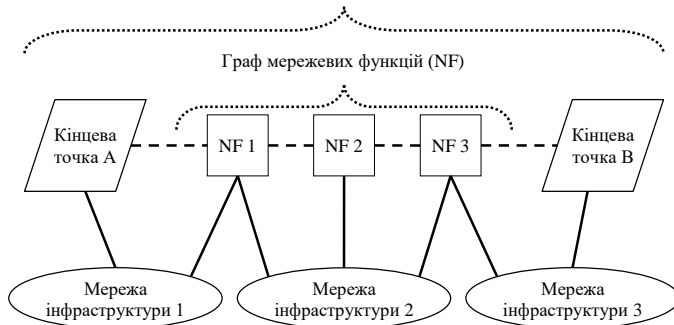 Граф мережевих функцій (NF)
Кінцева
точка A
NF 1
NF 2
NF 3
Кінцева
точка B
Мережа
інфраструктури 1
Мережа
інфраструктури 2
Мережа
інфраструктури 3